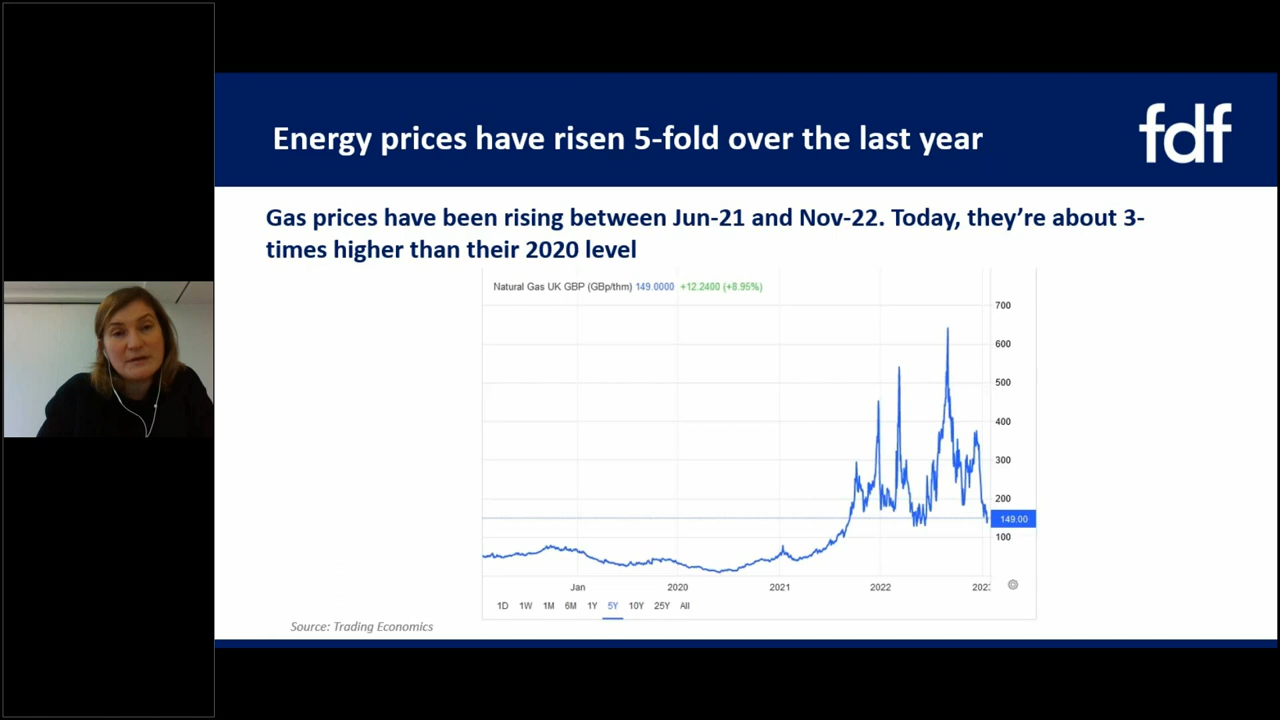 Energy prices have risen 5-fold over the last year
fdf
Gas prices have been rising between Jun-21 and Nov-22. Today, they’re about 3-
times higher than their 2020 level
Natural Gas UK GBP (GBp/thm) 149.0000 +12.2400 (+8.95%)
700
600
500
400
300
200
149.00
100
Jan 2020 2021 2022 202
1D 1W 1M 6M 1Y 5Y 10Y 25Y All
Source: Trading Economics